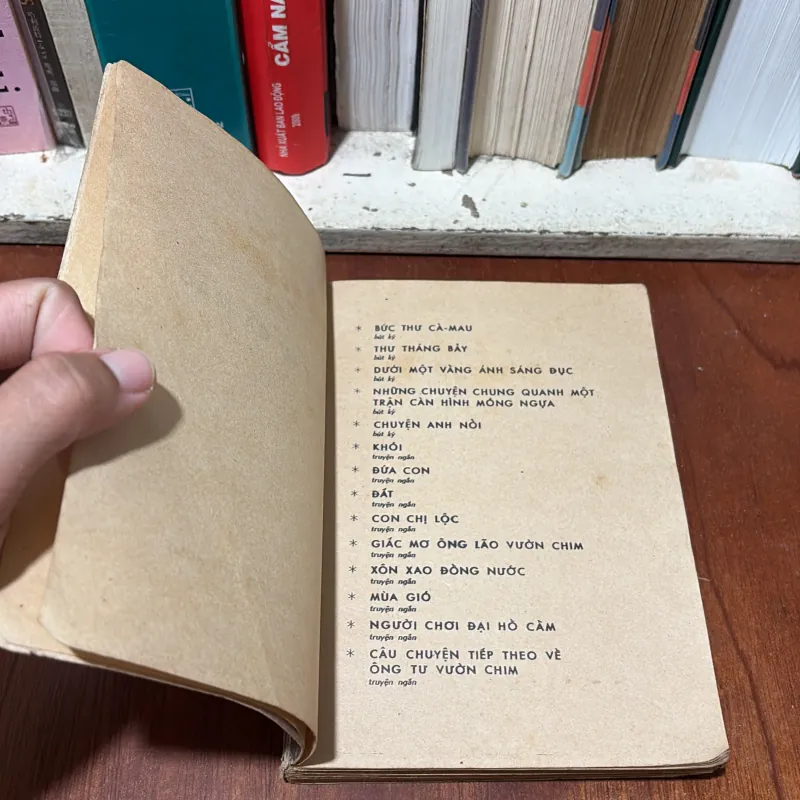 CẨM NA
NHÀ XUẤT BẢN LAO ĐỘNG
* BỨC THƯ CÀ-MAU
bút ký
* THƯ THÁNG BẢY
bút ký
* DƯỚI MỘT VẦNG ÁNH SÁNG ĐỤC
bút ký
* NHỮNG CHUYỆN CHUNG QUANH MỘT
TRẬN CÀN HÌNH MÓNG NGỰA
bút ký
* CHUYỆN ANH NỒI
bút ký
* KHÓI
truyện ngắn
* ĐỨA CON
truyện ngắn
* ĐẤT
truyện ngắn
* CON CHỊ LỘC
truyện ngắn
* GIẤC MƠ ÔNG LÃO VƯỜN CHIM
truyện ngắn
* XÔN XAO ĐỒNG NƯỚC
truyện ngắn
* MÙA GIÓ
truyện ngắn
* NGƯỜI CHƠI ĐẠI HỒ CẦM
truyện ngắn
* CÂU CHUYỆN TIẾP THEO VỀ
ÔNG TƯ VƯỜN CHIM
truyện ngắn